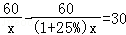 60/x - 60/((1+25%)x) = 30